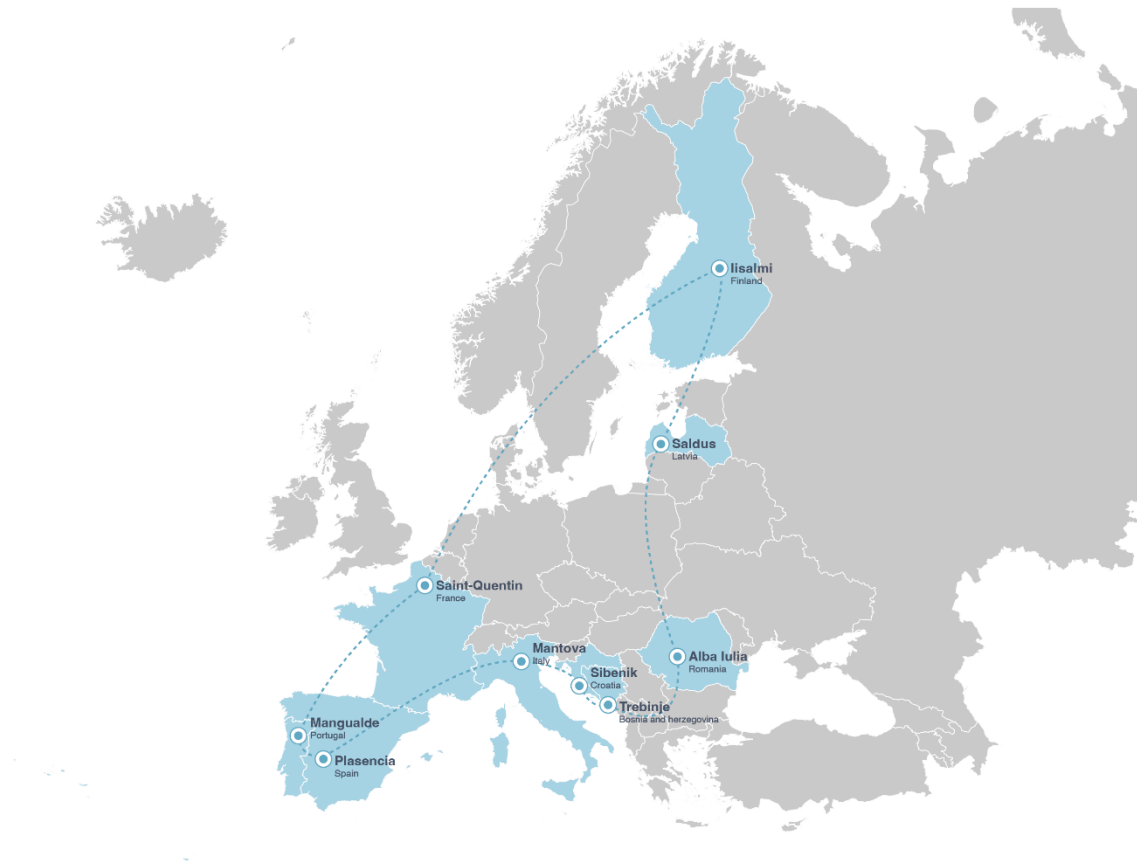 Iisalmi
Finland
Saldus
Latvia
Saint-Quentin
France
Mantova
Italy
Alba Iulia
Romania
Sibenik
Croatia
Trebinje
Bosnia and herzegovina
Mangualde
Portugal
Plasencia
Spain